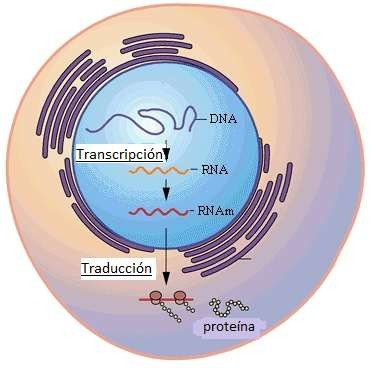 DNA
Transcripción
RNA
RNAm
Traducción
proteína